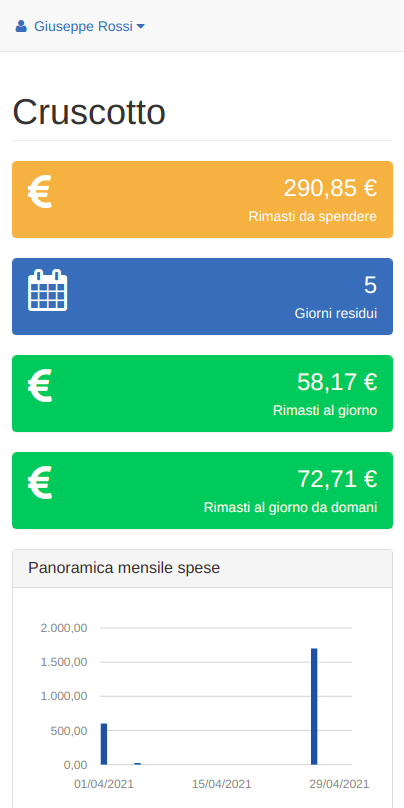 Giuseppe Rossi
Cruscotto
290,85 €
Rimasti da spendere
5
Giorni residui
58,17 €
Rimasti al giorno
72,71 €
Rimasti al giorno da domani
Panoramica mensile spese
2.000,00
1.500,00
1.000,00
500,00
0,00
01/04/2021 15/04/2021 29/04/2021